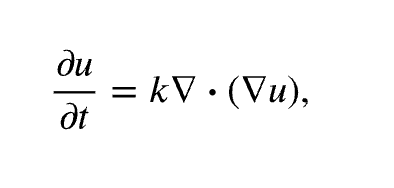 ∂u/∂t = k∇ · (∇u),